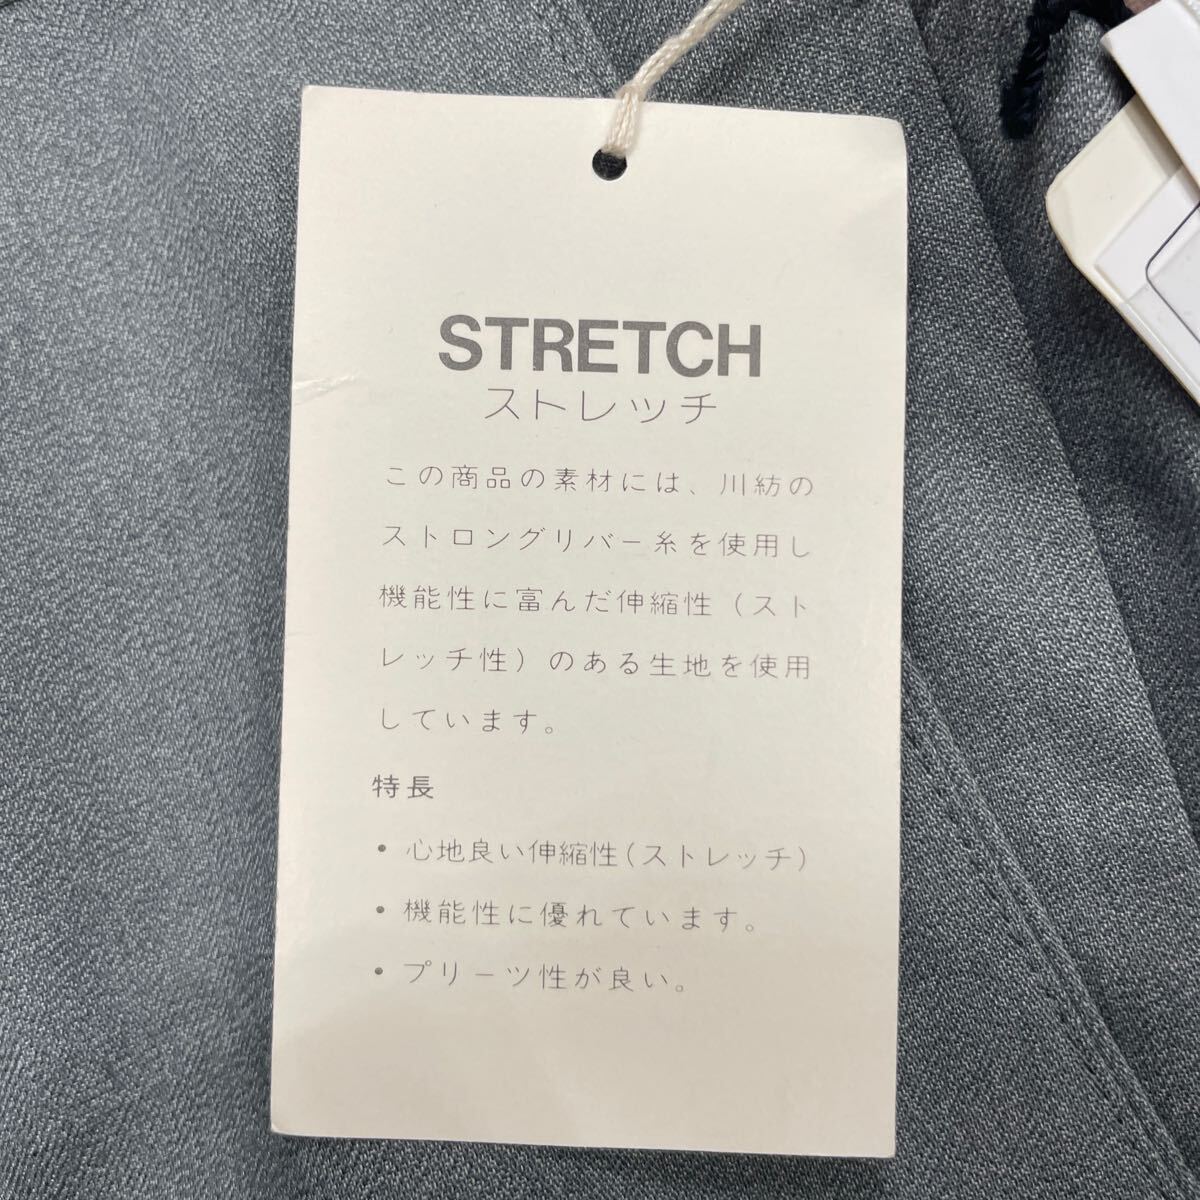 STRETCH
ストレッチ
この商品の素材には、川紡の
ストロングリバー糸を使用し
機能性に富んだ伸縮性（スト
レッチ性）のある生地を使用
しています。
特長
• 心地良い伸縮性（ストレッチ）
• 機能性に優れています。
• プリーツ性が良い。